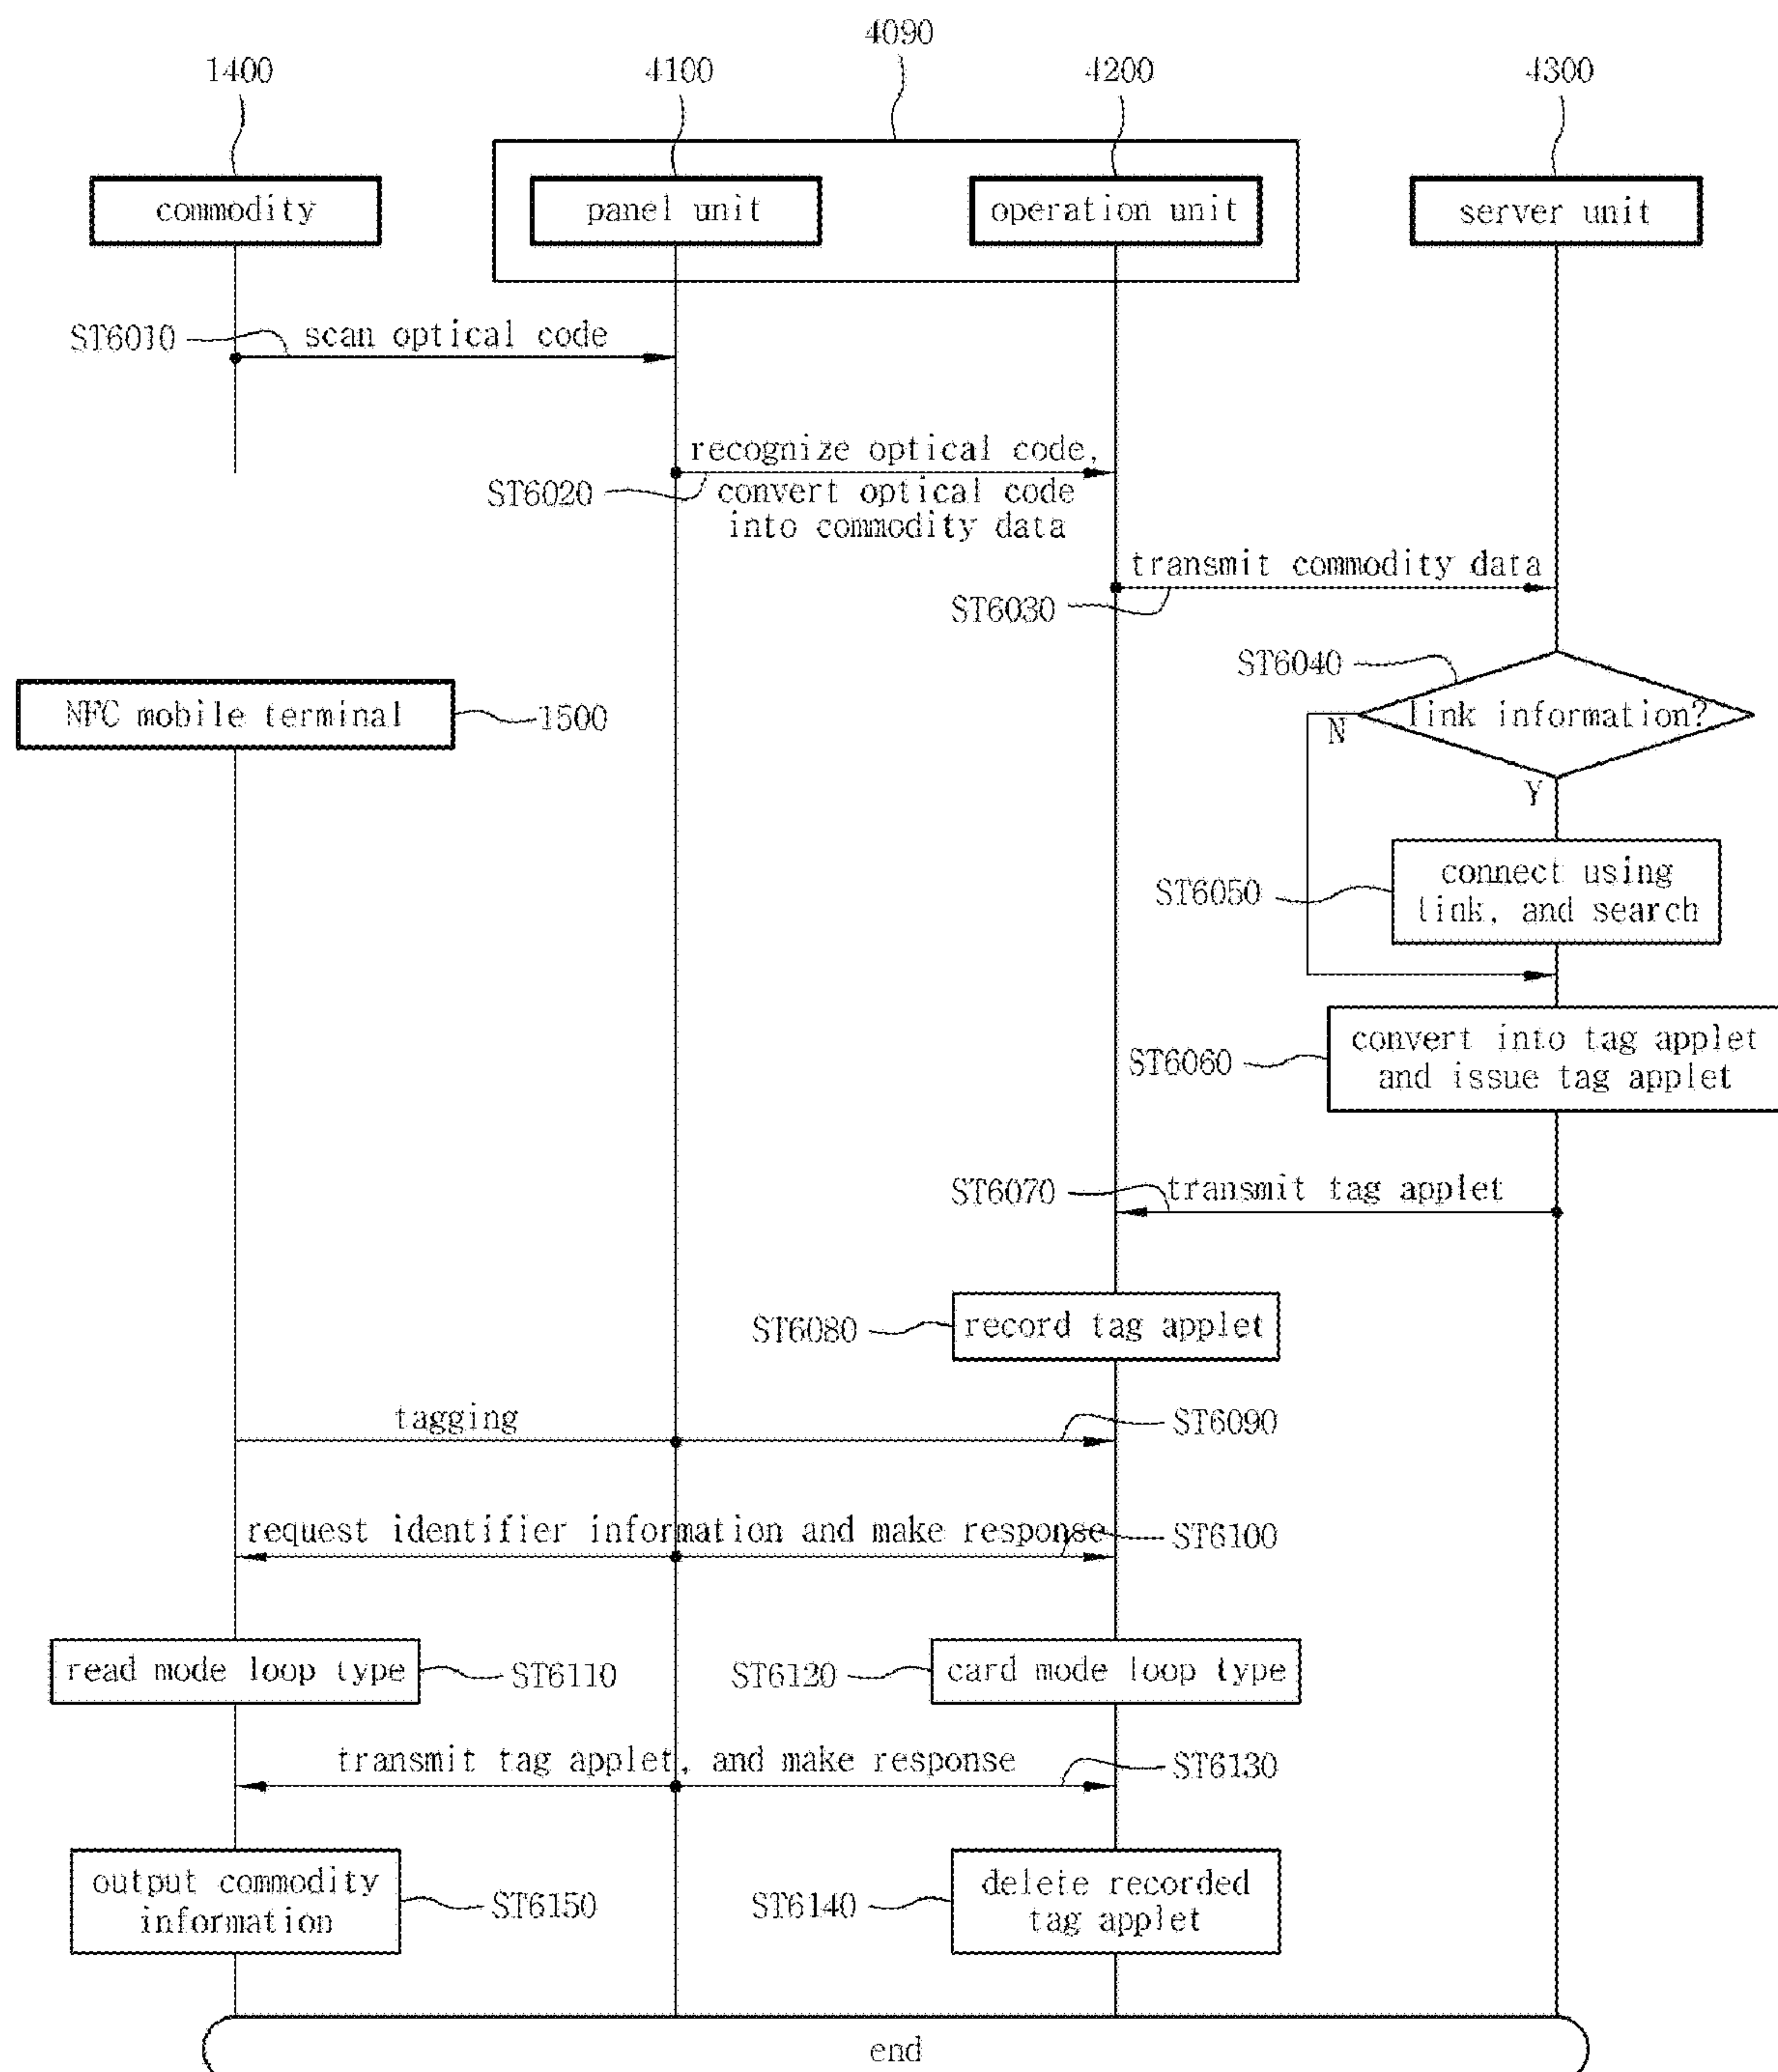 4090
1400
4100
4200
4300
commodity
panel unit
operation unit
server unit
ST6010
scan optical code
recognize optical code,
ST6020
convert optical code
into commodity data
transmit commodity data
ST6030
ST6040
NFC mobile terminal
1500
link information?
N
Y
connect using
ST6050
link, and search
convert into tag applet
ST6060
and issue tag applet
ST6070
transmit tag applet
ST6080
record tag applet
tagging
ST6090
request identifier information and make response
ST6100
read mode loop type
ST6110
ST6120
card mode loop type
transmit tag applet, and make response
ST6130
output commodity
information
ST6150
ST6140
delete recorded
tag applet
end